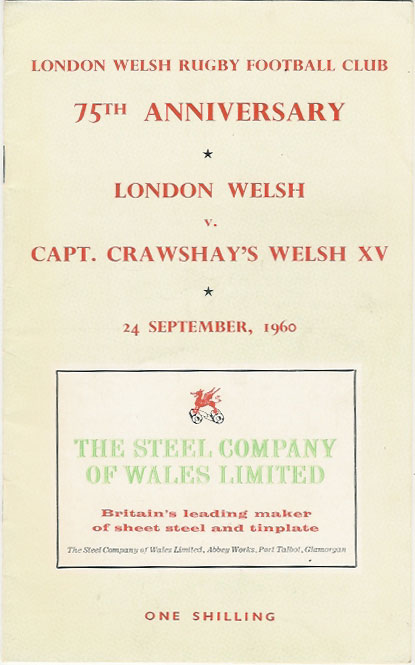 LONDON WELSH RUGBY FOOTBALL CLUB
75TH ANNIVERSARY
★
LONDON WELSH
v.
CAPT. CRAWSHAY'S WELSH XV
★
24 SEPTEMBER, 1960
THE STEEL COMPANY
OF WALES LIMITED
Britain's leading maker
of sheet steel and tinplate
The Steel Company of Wales Limited, Abbey Works, Port Talbot, Glamorgan
ONE SHILLING